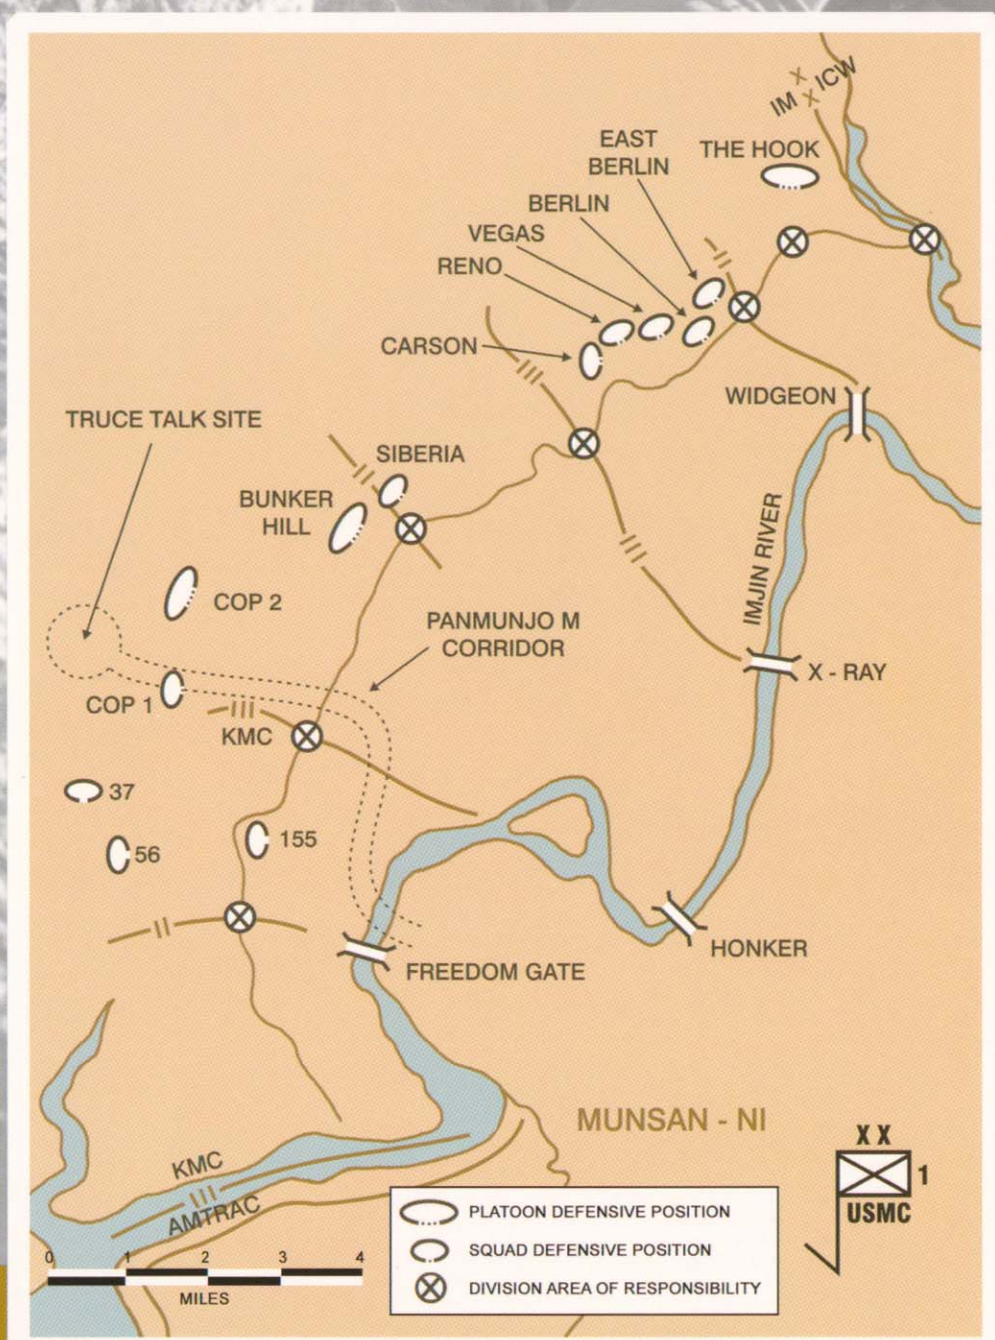 IM X X ICW
THE HOOK
EAST
BERLIN
BERLIN
VEGAS
RENO
CARSON
WIDGEON
TRUCE TALK SITE
SIBERIA
BUNKER
HILL
IMJIN RIVER
COP 2
PANMUNJO M
CORRIDOR
X - RAY
COP 1
KMC
37
155
56
HONKER
FREEDOM GATE
MUNSAN - NI
X X
1
USMC
KMC
AMTRAC
0 1 2 3 4
MILES
PLATOON DEFENSIVE POSITION
SQUAD DEFENSIVE POSITION
DIVISION AREA OF RESPONSIBILITY